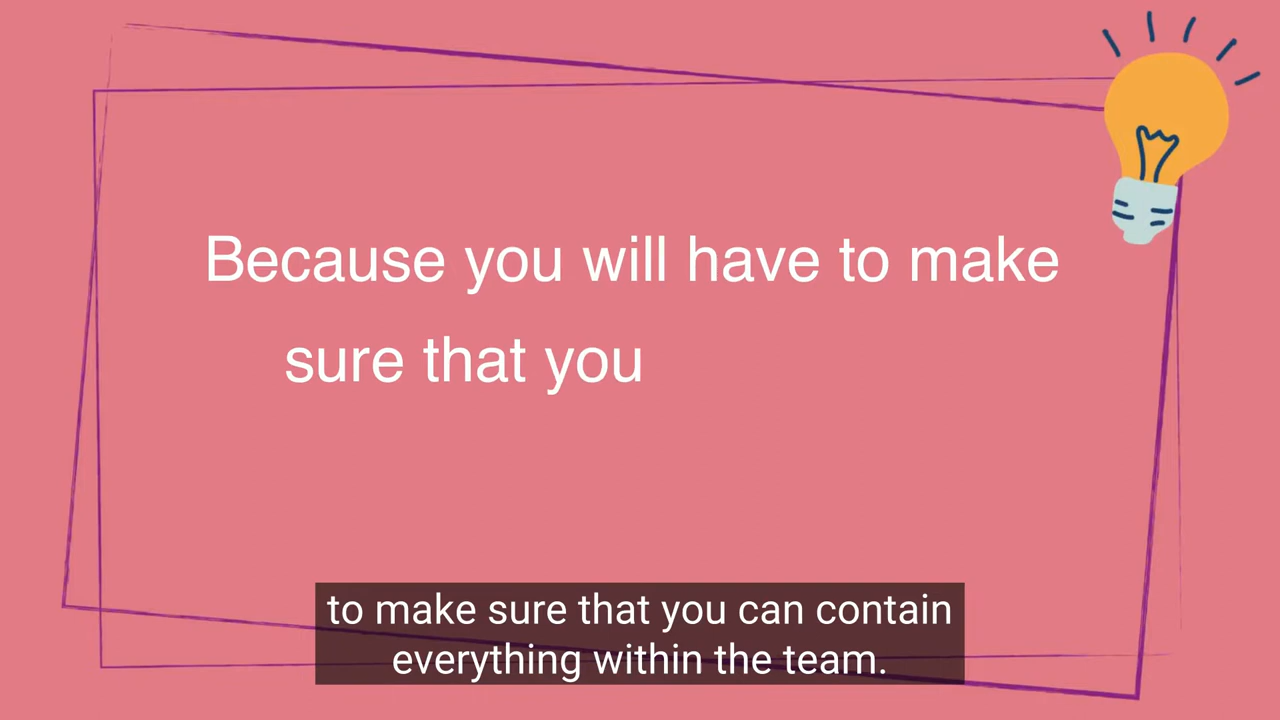 Because you will have to make
sure that you
to make sure that you can contain
everything within the team.